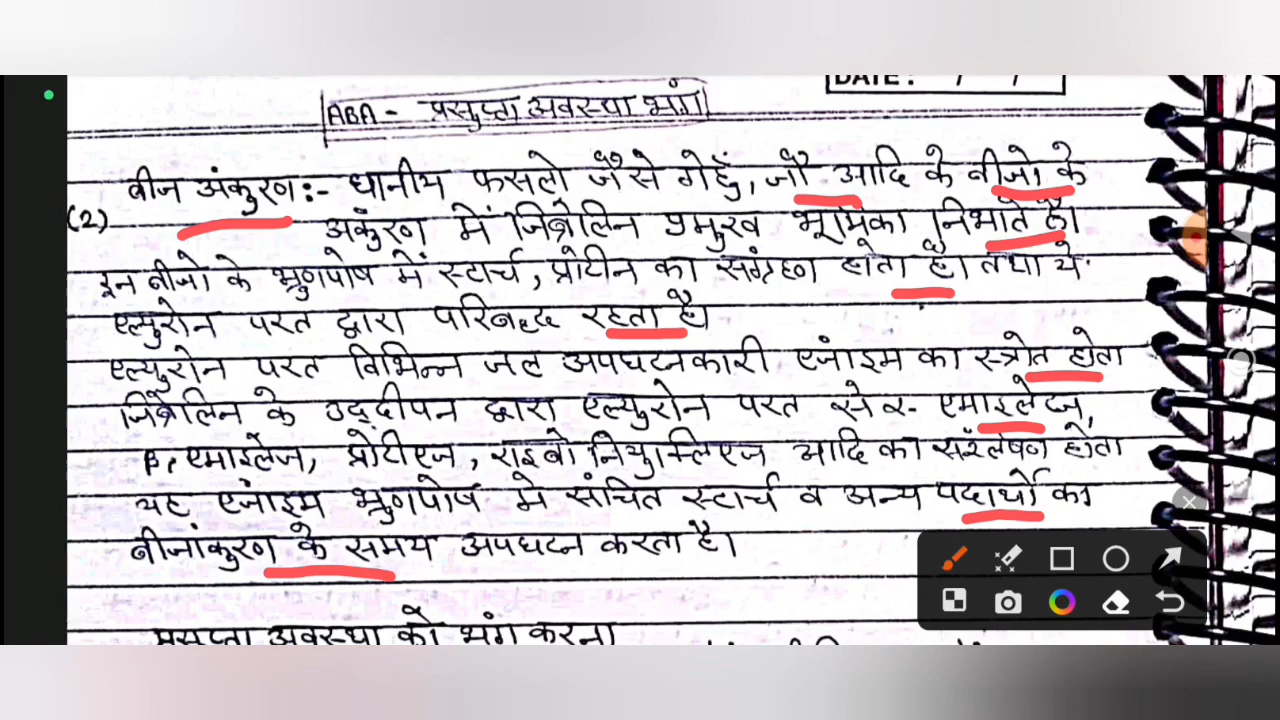 DATE: / /
ABA - प्रसुप्ता अवस्था भंग
बीज अंकुरण:- धानीय फसलो जैसे गेहुँ, जौ आदि के बीजो के
(2) अकुंरण में जिब्रेलिन प्रमुख भूमिका निभाते है।
इन बीजो के भ्रुणपोष में स्टार्च, प्रोटीन का संग्रहण होता है। तथा ये
एल्युरोन परत द्वारा परिबद्ध रहता है।
एल्युरोन परत विभिन्न जल अपघटनकारी एंजाइम का स्त्रोत होता
जिब्रेलिन के उद्दीपन द्वारा एल्युरोन परत से α- एमाइलेज,
β, एमाइलेज, प्रोटीएज, राइबो नियुक्लिएज आदि का संश्लेषण होता
यह एंजाइम भ्रुणपोष मे संचित स्टार्च व अन्य पदार्थो का
बीजांकुरण के समय अपघटन करता है।
प्रसुप्ता अवस्था को भंग करना